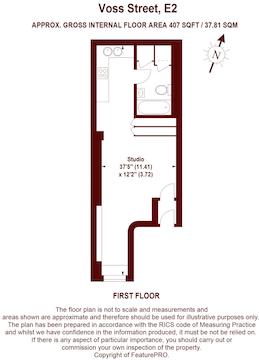 Voss Street, E2
APPROX. GROSS INTERNAL FLOOR AREA 407 SQFT / 37.81 SQM
N
Studio
37'5" (11.41)
x 12'2" (3.72)
FIRST FLOOR
The floor plan is not to scale and measurements and
areas shown are approximate and therefore should be used for illustrative purposes only.
The plan has been prepared in accordance with the RICS code of Measuring Practice
and whilst we have confidence in the information produced, it must not be relied on.
If there is any aspect of particular importance, you should carry out or
commission your own inspection of the property.
Copyright of FeaturePRO.